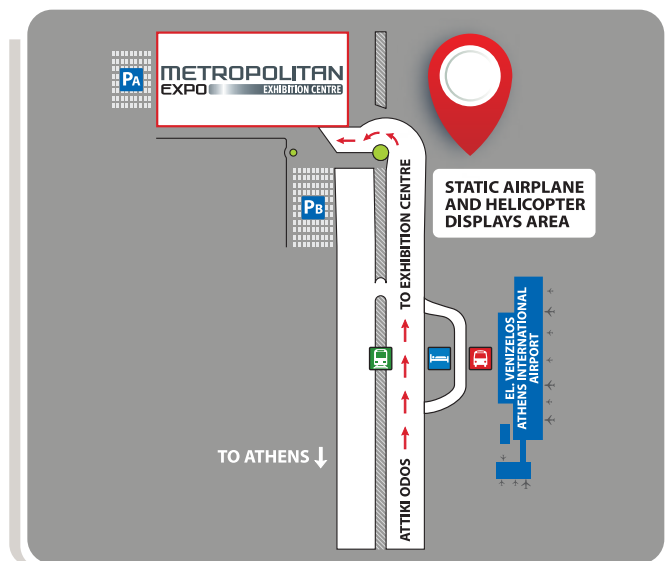 PA
METROPOLITAN
EXPO EXHIBITION CENTRE
PB
STATIC AIRPLANE
AND HELICOPTER
DISPLAYS AREA
TO EXHIBITION CENTRE
EL. VENIZELOS
ATHENS INTERNATIONAL
AIRPORT
TO ATHENS
ATTIKI ODOS